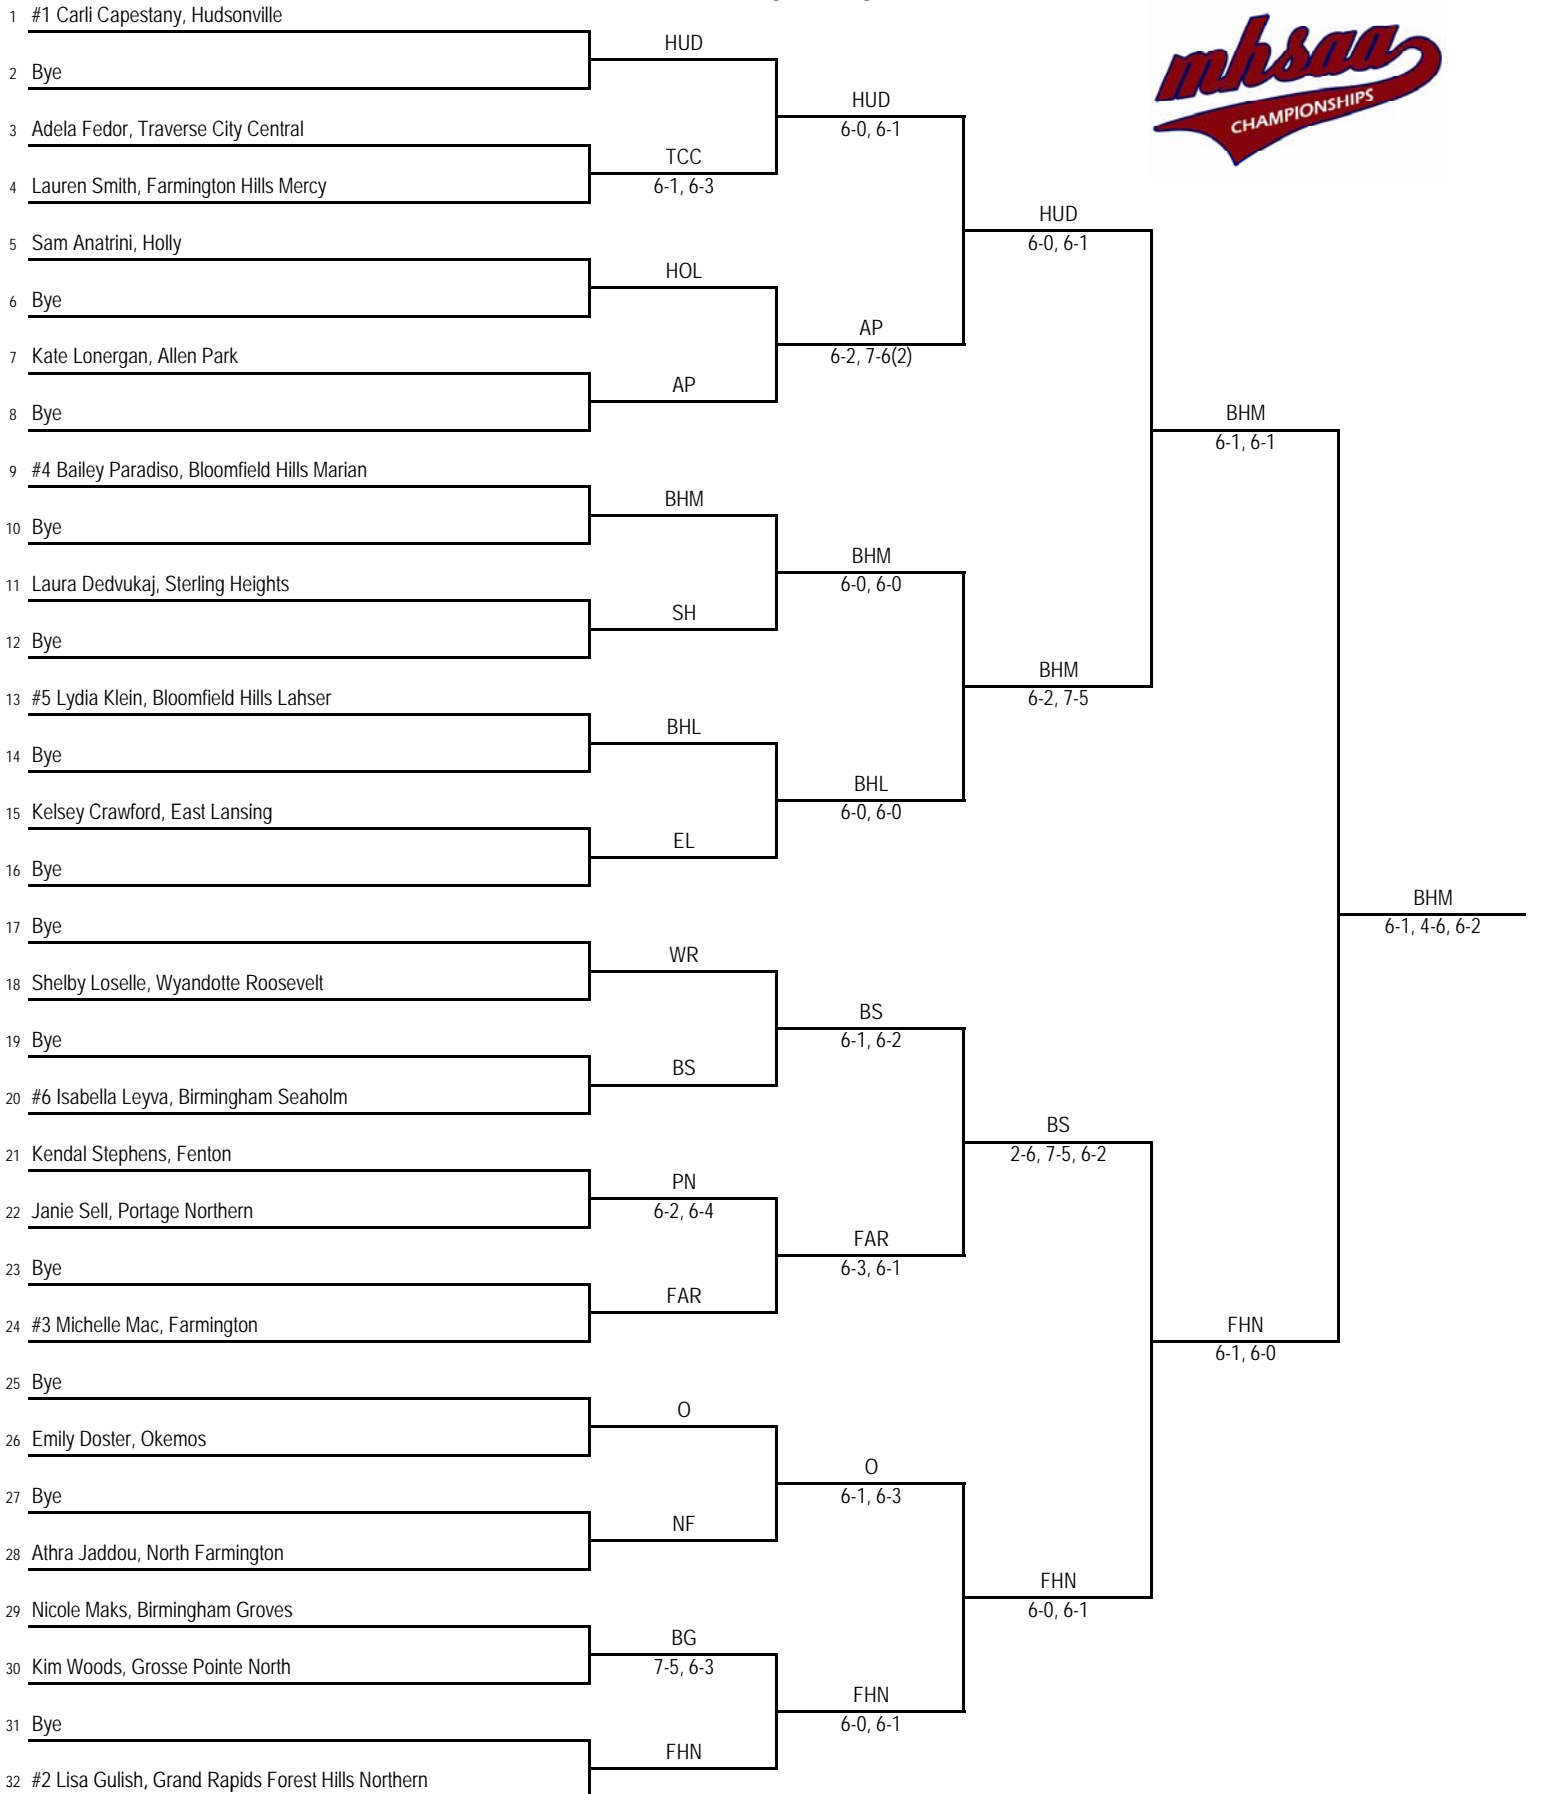 1 #1 Carli Capestany, Hudsonville
HUD
2 Bye
HUD
6-0, 6-1
3 Adela Fedor, Traverse City Central
TCC
6-1, 6-3
4 Lauren Smith, Farmington Hills Mercy
HUD
6-0, 6-1
5 Sam Anatrini, Holly
HOL
6 Bye
AP
6-2, 7-6(2)
7 Kate Lonergan, Allen Park
AP
8 Bye
BHM
6-1, 6-1
9 #4 Bailey Paradiso, Bloomfield Hills Marian
BHM
10 Bye
BHM
6-0, 6-0
11 Laura Dedvukaj, Sterling Heights
SH
12 Bye
BHM
6-2, 7-5
13 #5 Lydia Klein, Bloomfield Hills Lahser
BHL
14 Bye
BHL
6-0, 6-0
15 Kelsey Crawford, East Lansing
EL
16 Bye
BHM
6-1, 4-6, 6-2
17 Bye
WR
18 Shelby Loselle, Wyandotte Roosevelt
BS
6-1, 6-2
19 Bye
BS
20 #6 Isabella Leyva, Birmingham Seaholm
BS
2-6, 7-5, 6-2
21 Kendal Stephens, Fenton
PN
6-2, 6-4
22 Janie Sell, Portage Northern
FAR
6-3, 6-1
23 Bye
FAR
24 #3 Michelle Mac, Farmington
FHN
6-1, 6-0
25 Bye
O
26 Emily Doster, Okemos
O
6-1, 6-3
27 Bye
NF
28 Athra Jaddou, North Farmington
FHN
6-0, 6-1
29 Nicole Maks, Birmingham Groves
BG
7-5, 6-3
30 Kim Woods, Grosse Pointe North
FHN
6-0, 6-1
31 Bye
FHN
32 #2 Lisa Gulish, Grand Rapids Forest Hills Northern
mhsaa
CHAMPIONSHIPS